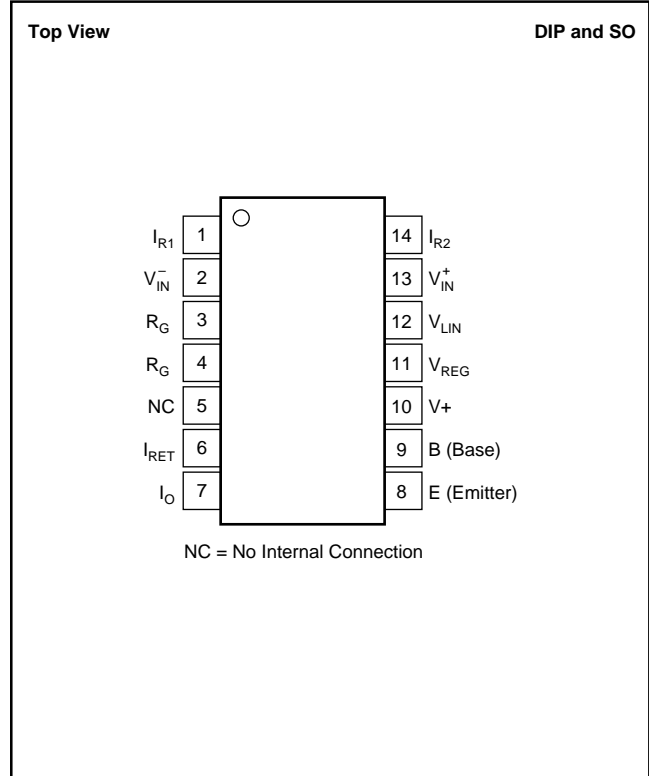 Top View DIP and SO
I_R1 1 14 I_R2
V_IN^− 2 13 V_IN^+
R_G 3 12 V_LIN
R_G 4 11 V_REG
NC 5 10 V+
I_RET 6 9 B (Base)
I_O 7 8 E (Emitter)
NC = No Internal Connection